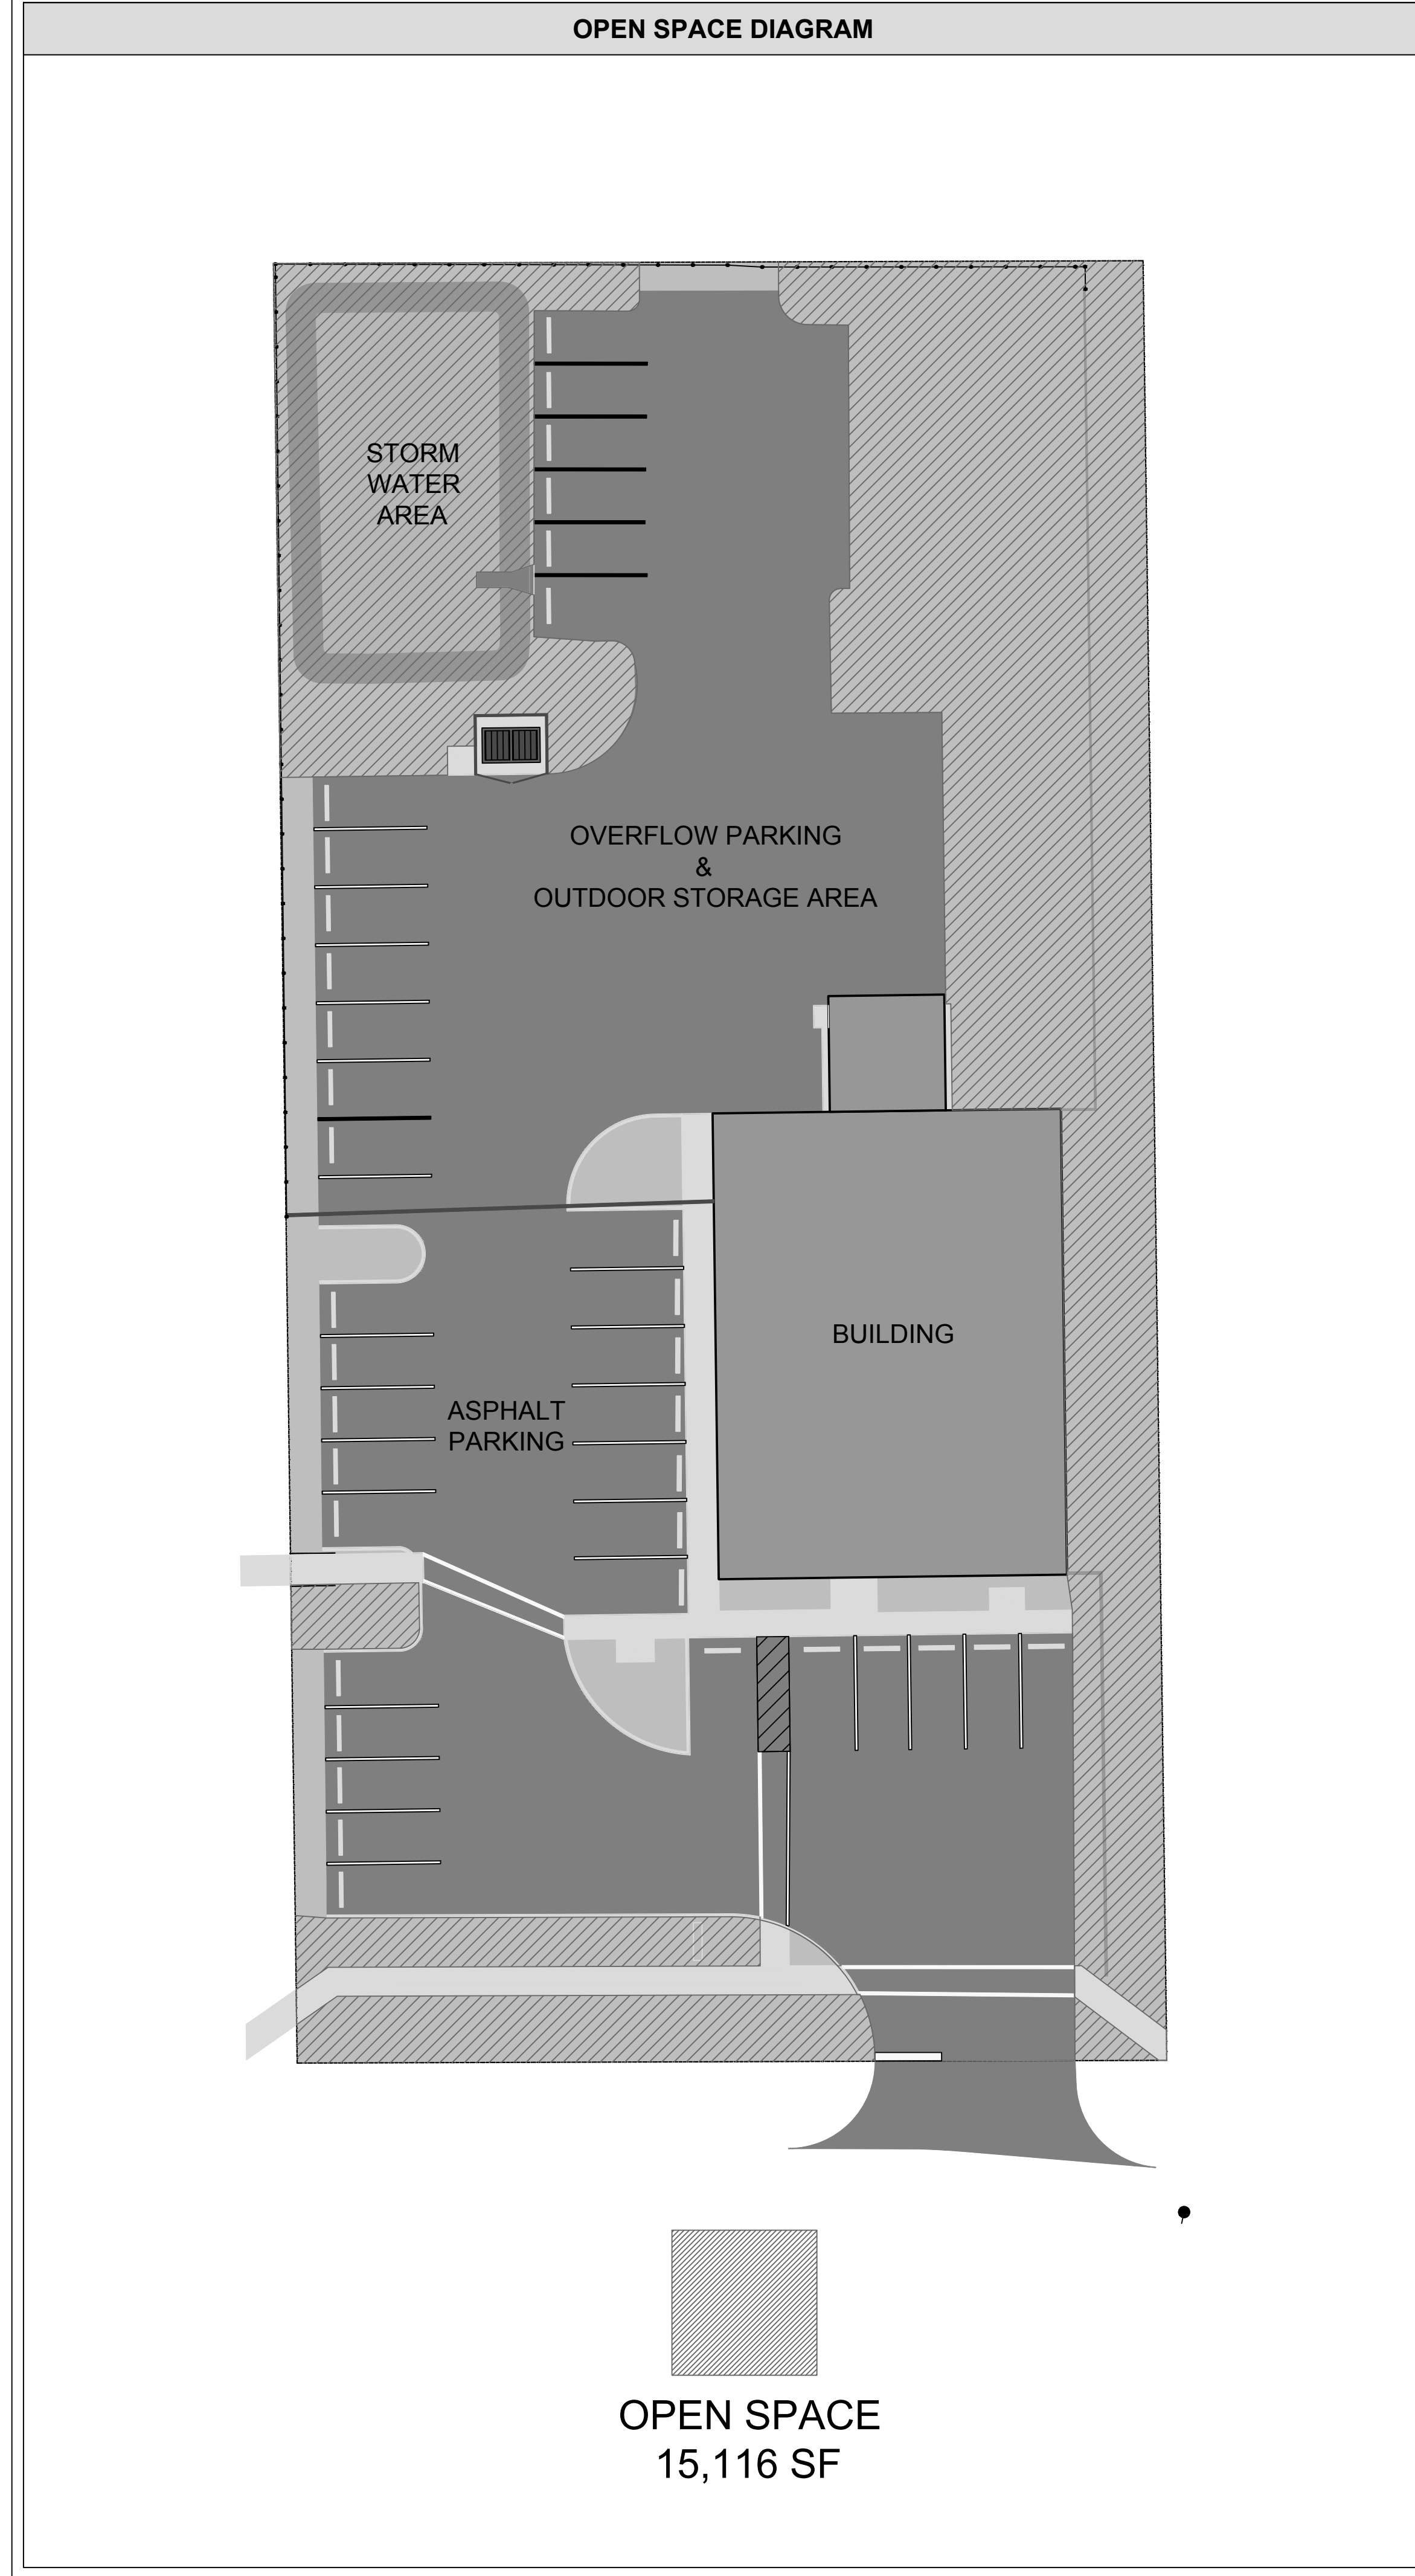 OPEN SPACE DIAGRAM
STORM
WATER
AREA
OVERFLOW PARKING
&
OUTDOOR STORAGE AREA
BUILDING
ASPHALT
PARKING
OPEN SPACE
15,116 SF